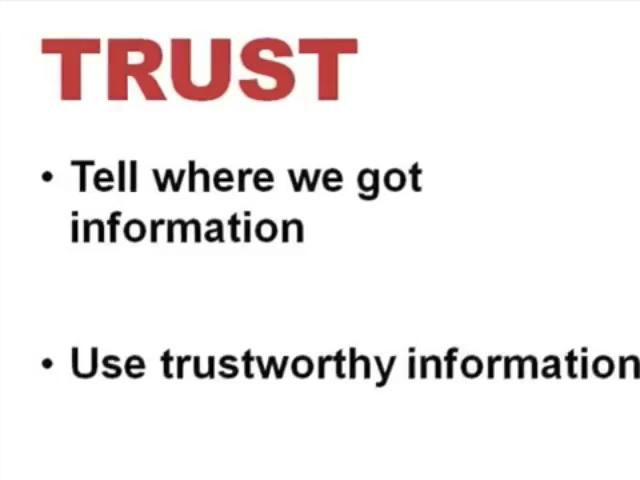 TRUST
• Tell where we got
information
• Use trustworthy information